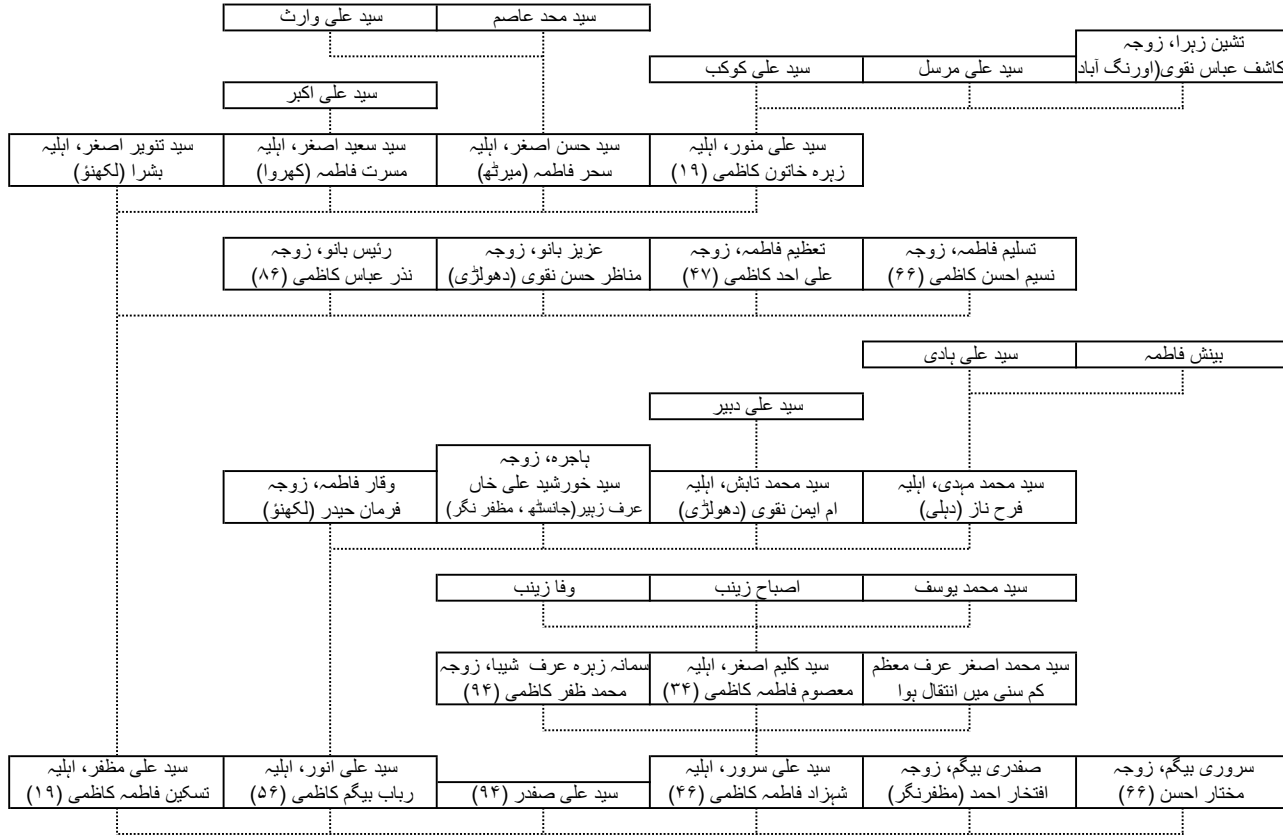 سید محد عاصم
سید علی وارث
تشین زہرا، زوجہ
کاشف عباس نقوی(اورنگ آباد
سید علی مرسل
سید علی کوکب
سید علی اکبر
سید علی منور، اہلیہ
زہرہ خاتون کاظمی (۱۹)
سید حسن اصغر، اہلیہ
سحر فاطمہ (میرٹھ)
سید سعید اصغر، اہلیہ
مسرت فاطمہ (کھروا)
سید تنویر اصغر، اہلیہ
بشرا (لکھنؤ)
تسلیم فاطمہ، زوجہ
نسیم احسن کاظمی (۶۶)
تعظیم فاطمہ، زوجہ
علی احد کاظمی (۴۷)
عزیز بانو، زوجہ
مناظر حسن نقوی (دھولڑی)
رئیس بانو، زوجہ
نذر عباس کاظمی (۸۶)
بینش فاطمہ
سید علی ہادی
سید علی دبیر
سید محمد مہدی، اہلیہ
فرح ناز (دہلی)
سید محمد تابش، اہلیہ
ام ایمن نقوی (دھولڑی)
ہاجرہ، زوجہ
سید خورشید علی خاں
عرف زہیر(جانسٹھ ، مظفر نگر)
وقار فاطمہ، زوجہ
فرمان حیدر (لکھنؤ)
سید محمد یوسف
اصباح زینب
وفا زینب
سید محمد اصغر عرف معظم
کم سنی میں انتقال ہوا
سید کلیم اصغر، اہلیہ
معصوم فاطمہ کاظمی (۳۴)
سمانہ زہرہ عرف شیبا، زوجہ
محمد ظفر کاظمی (۹۴)
سروری بیگم، زوجہ
مختار احسن (۶۶)
صفدری بیگم، زوجہ
افتخار احمد (مظفرنگر)
سید علی سرور، اہلیہ
شہزاد فاطمہ کاظمی (۴۶)
سید علی صفدر (۹۴)
سید علی انور، اہلیہ
رباب بیگم کاظمی (۵۶)
سید علی مظفر، اہلیہ
تسکین فاطمہ کاظمی (۱۹)